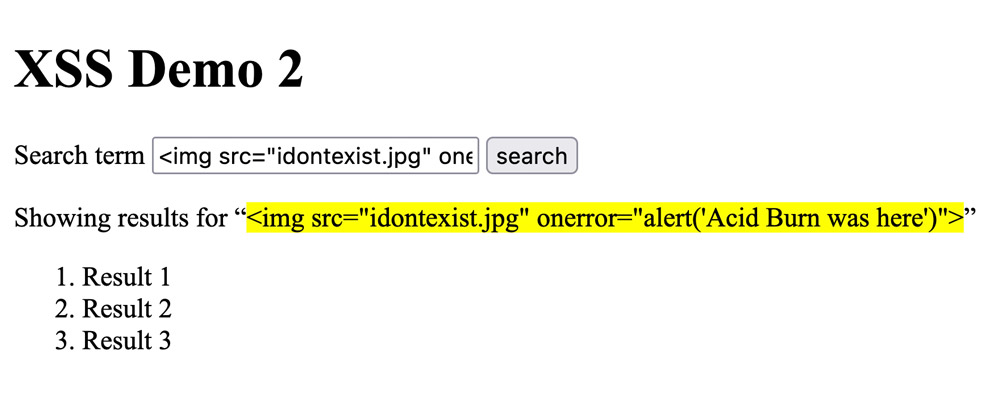 XSS Demo 2
Search term <img src="idontexist.jpg" one search
Showing results for “<img src="idontexist.jpg" onerror="alert('Acid Burn was here')">”
1. Result 1
2. Result 2
3. Result 3